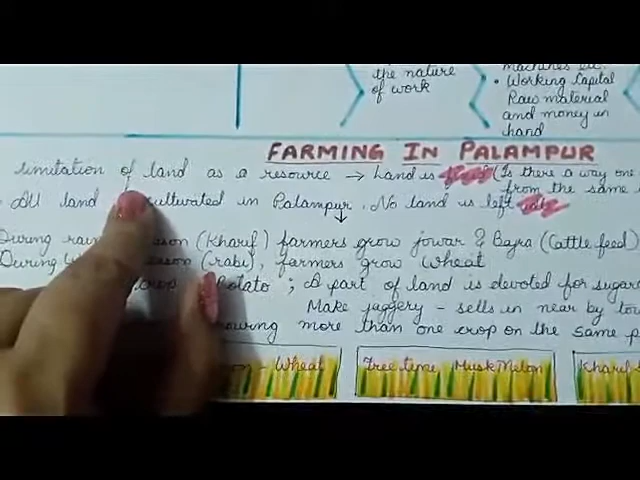 the nature
of work
machines etc.
• Working Capital
Raw material
and money in
hand
FARMING IN PALAMPUR
limitation of land as a resource → Land is (Is there a way one
from the same
All land cultivated in Palampur. No land is left
During season (Kharif) farmers grow jowar & Bajra (Cattle feed)
During season (rabi), farmers grow wheat
crop Potato ; A part of land is devoted for sugar
Make jaggery - sells in near by
more than one crop on the same
- Wheat
Free time Musk Melon
Kharif